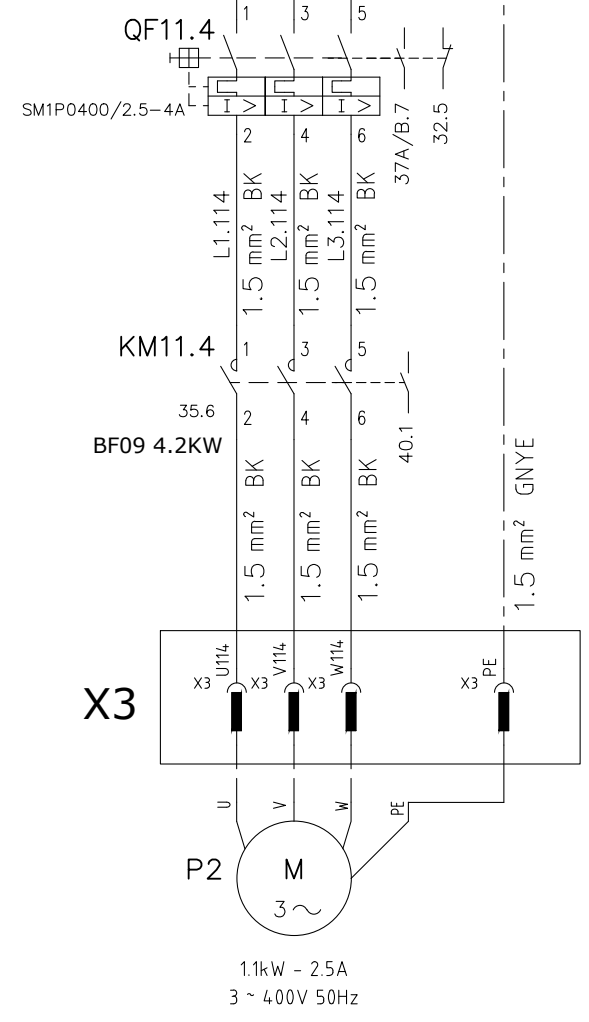 1 3 5
QF11.4
SM1P0400/2.5-4A
I > I > I >
2 4 6
37A/B.7
32.5
L1.114 1.5 mm² BK
L2.114 1.5 mm² BK
L3.114 1.5 mm² BK
KM11.4
1 3 5
35.6
2 4 6
BF09 4.2KW
40.1
1.5 mm² BK
1.5 mm² BK
1.5 mm² BK
1.5 mm² GNYE
X3
X3 U114
X3 V114
X3 W114
X3 PE
U V W PE
P2
M
3~
1.1kW - 2.5A
3 ~ 400V 50Hz